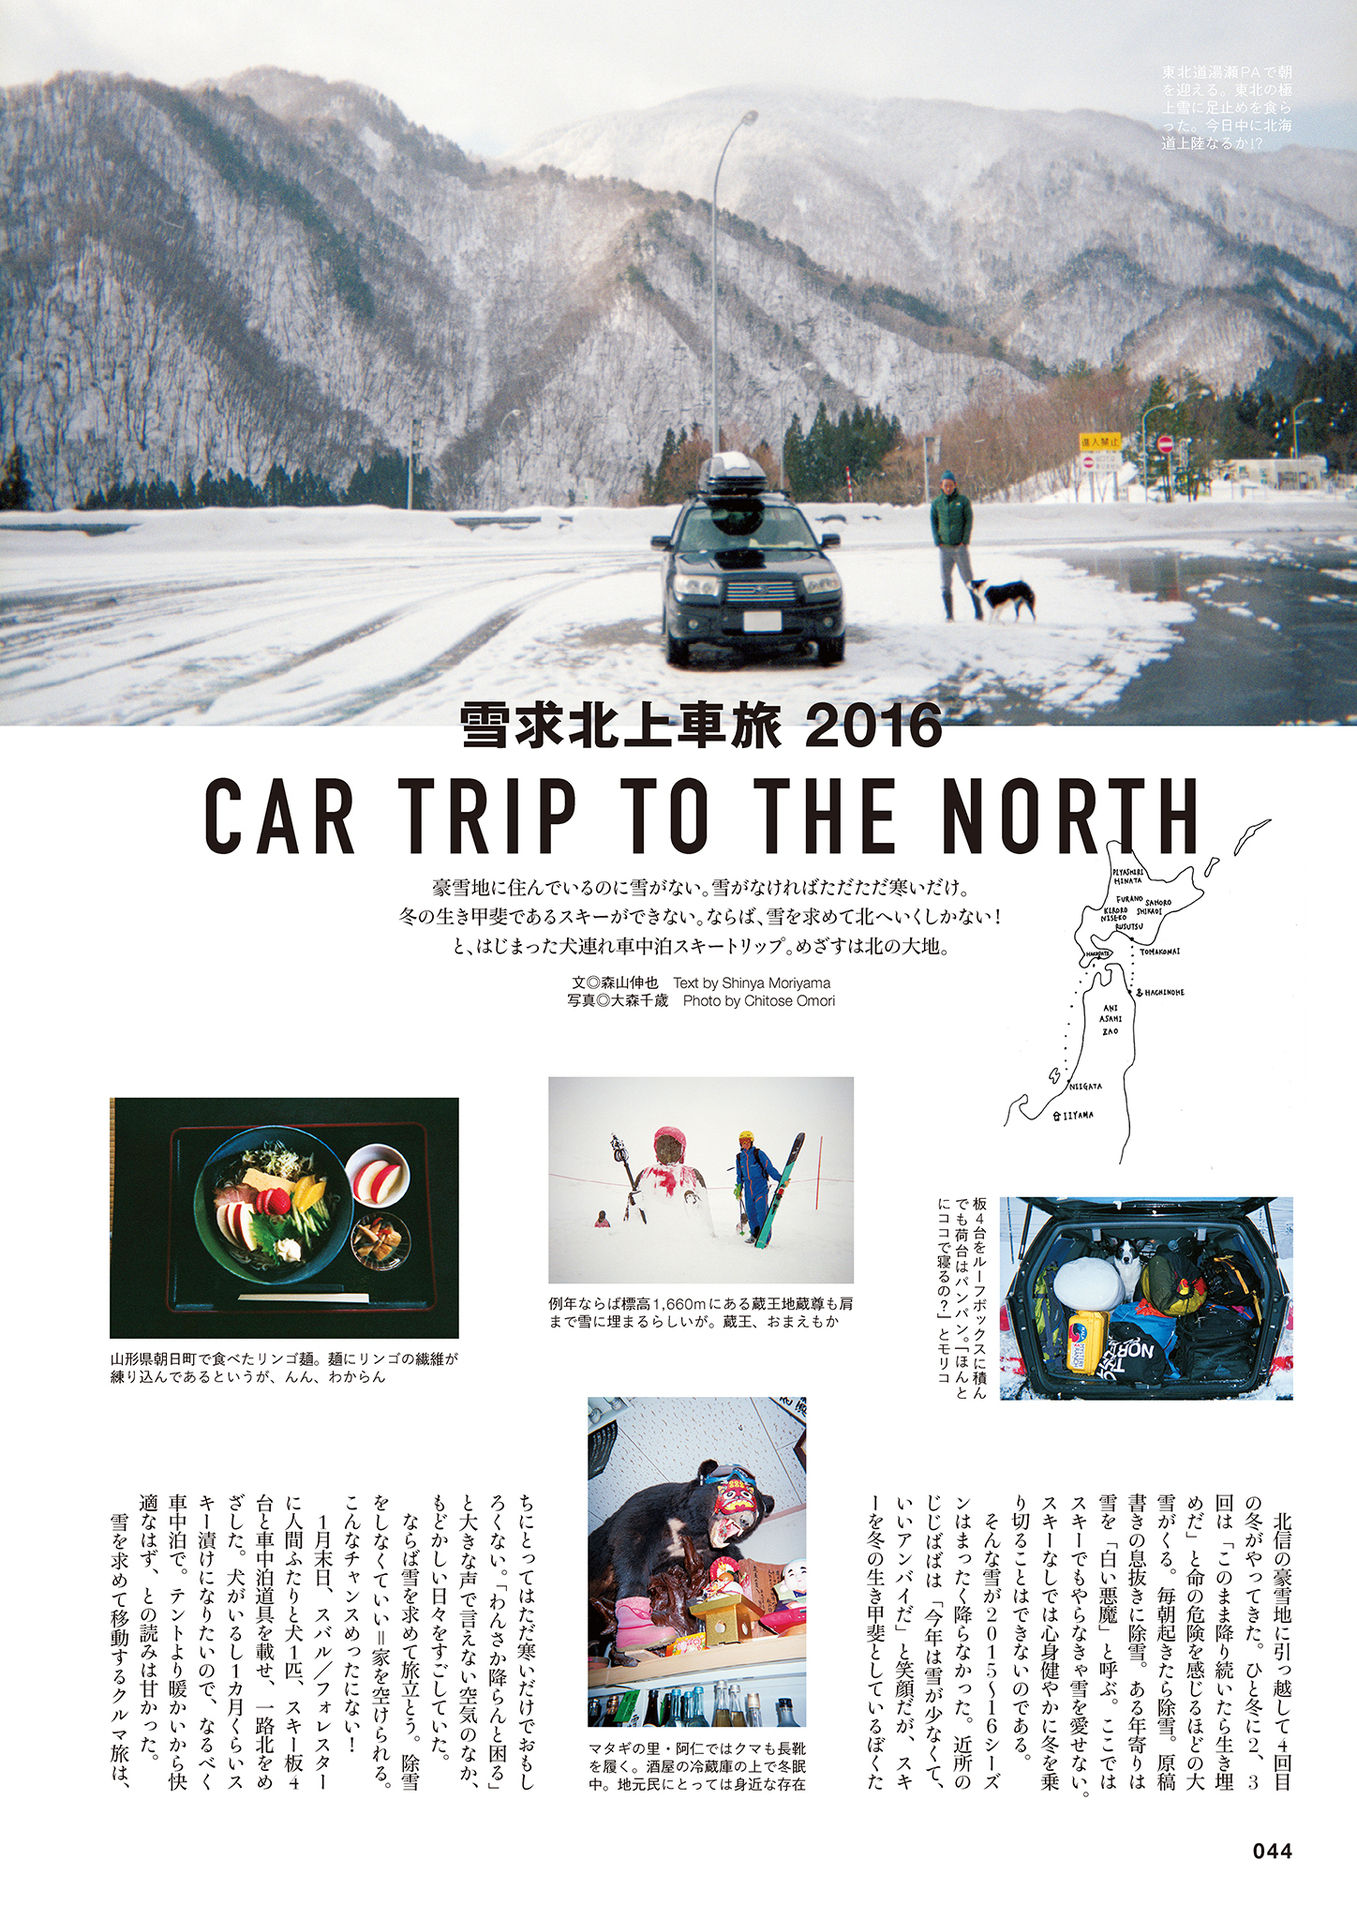 東北道湯瀬PAで朝
を迎える。東北の極
上雪に足止めを食ら
った。今日中に北海
道上陸なるか!?
進入禁止
雪求北上車旅 2016
CAR TRIP TO THE NORTH
豪雪地に住んでいるのに雪がない。雪がなければただただ寒いだけ。
冬の生き甲斐であるスキーができない。ならば、雪を求めて北へいくしかない！
と、はじまった犬連れ車中泊スキートリップ。めざすは北の大地。
文◎森山伸也　Text by Shinya Moriyama
写真◎大森千歳　Photo by Chitose Omori
PIYASHIRI
MINATA
FURANO
SAHORO
KIRORO
SHIKAOI
NISEKO
RUSUTSU
HAKODATE
TOMAKOMAI
HACHINOHE
ANI
ASAHI
ZAO
NIIGATA
IIYAMA
板4台をルーフボックスに積ん
でも荷台はパンパン。「ほんと
にココで寝るの？」とモリコ
例年ならば標高1,660mにある蔵王地蔵尊も肩
まで雪に埋まるらしいが。蔵王、おまえもか
山形県朝日町で食べたリンゴ麺。麺にリンゴの繊維が
練り込んであるというが、んん、わからん
マタギの里・阿仁ではクマも長靴
を履く。酒屋の冷蔵庫の上で冬眠
中。地元民にとっては身近な存在
北信の豪雪地に引っ越して4回目
の冬がやってきた。ひと冬に2、3
回は「このまま降り続いたら生き埋
めだ」と命の危険を感じるほどの大
雪がくる。毎朝起きたら除雪。原稿
書きの息抜きに除雪。ある年寄りは
雪を「白い悪魔」と呼ぶ。ここでは
スキーでもやらなきゃ雪を愛せない。
スキーなしでは心身健やかに冬を乗
り切ることはできないのである。
そんな雪が2015〜16シーズ
ンはまったく降らなかった。近所の
じじばばは「今年は雪が少なくて、
いいアンバイだ」と笑顔だが、スキ
ーを冬の生き甲斐としているぼくた
ちにとってはただ寒いだけでおもし
ろくない。「わんさか降らんと困る」
と大きな声で言えない空気のなか、
もどかしい日々をすごしていた。
ならば雪を求めて旅立とう。除雪
をしなくていい＝家を空けられる。
こんなチャンスめったにない！
1月末日、スバル／フォレスター
に人間ふたりと犬1匹、スキー板4
台と車中泊道具を載せ、一路北をめ
ざした。犬がいるし1カ月くらいス
キー漬けになりたいので、なるべく
車中泊で。テントより暖かいから快
適なはず、との読みは甘かった。
雪を求めて移動するクルマ旅は、
044